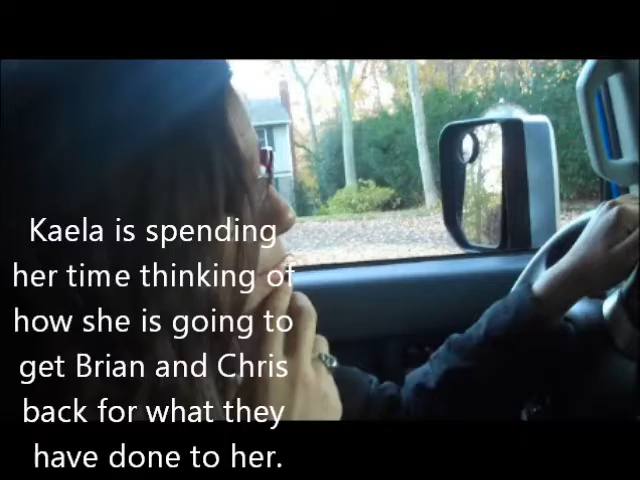 Kaela is spending
her time thinking of
how she is going to
get Brian and Chris
back for what they
have done to her.